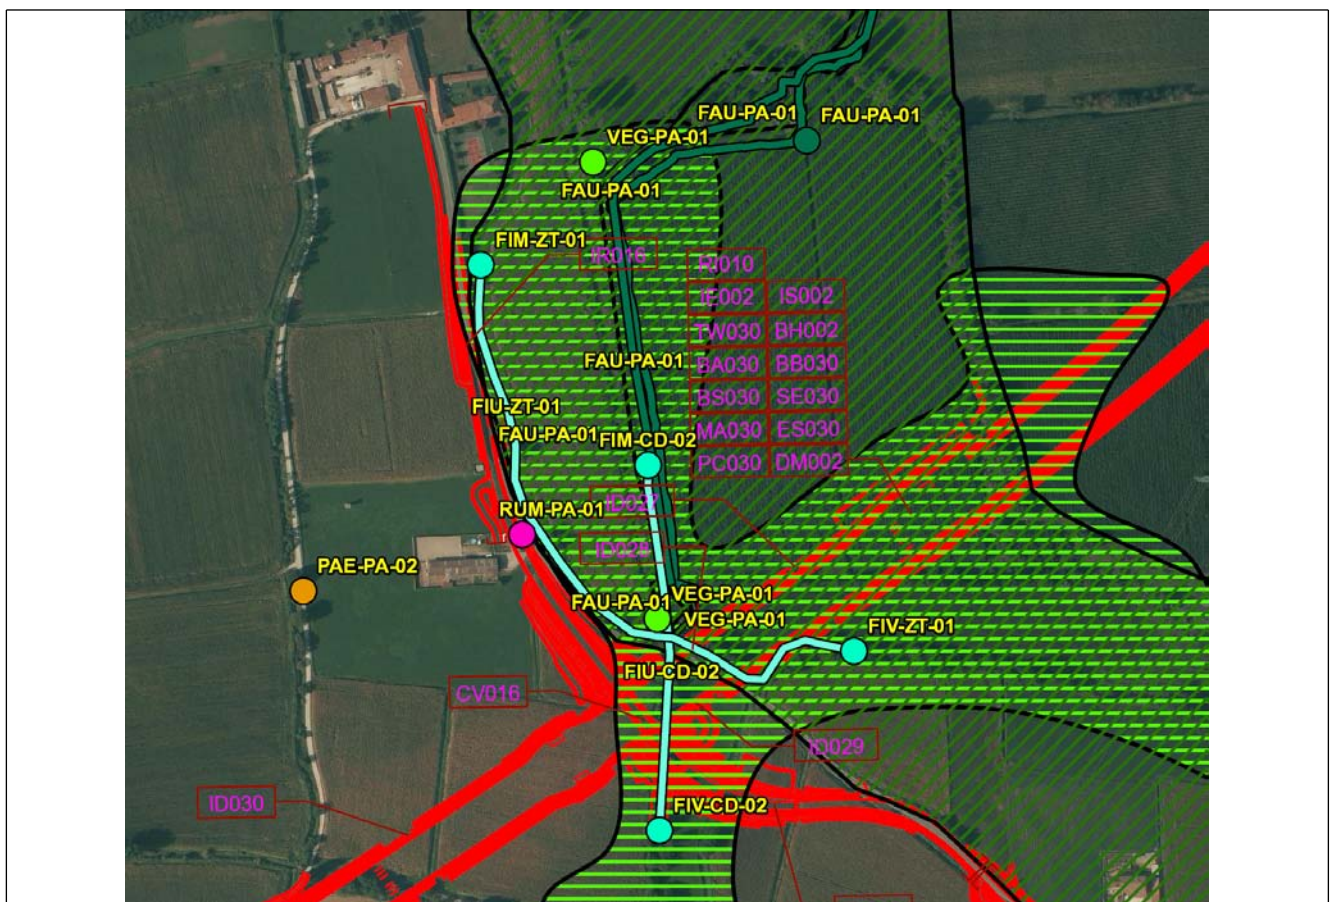 FAU-PA-01
FAU-PA-01
VEG-PA-01
FAU-PA-01
FIM-ZT-01
IR016
RI010
IE002 IS002
TW030 BH002
BA030 BB030
FAU-PA-01
BS030 SE030
FIU-ZT-01
FAU-PA-01
FIM-CD-02
MA030 ES030
PC030 DM002
ID027
RUM-PA-01
ID028
PAE-PA-02
VEG-PA-01
FAU-PA-01
VEG-PA-01
FIV-ZT-01
FIU-CD-02
CV016
ID029
ID030
FIV-CD-02